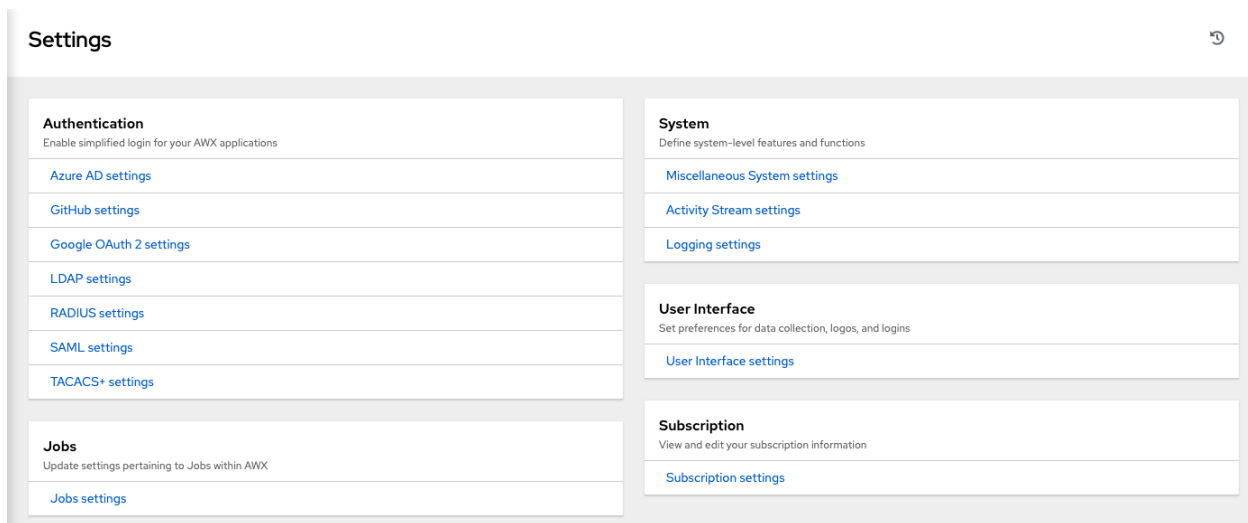 Settings
Authentication
Enable simplified login for your AWX applications
Azure AD settings
GitHub settings
Google OAuth 2 settings
LDAP settings
RADIUS settings
SAML settings
TACACS+ settings
Jobs
Update settings pertaining to Jobs within AWX
Jobs settings
System
Define system-level features and functions
Miscellaneous System settings
Activity Stream settings
Logging settings
User Interface
Set preferences for data collection, logos, and logins
User Interface settings
Subscription
View and edit your subscription information
Subscription settings